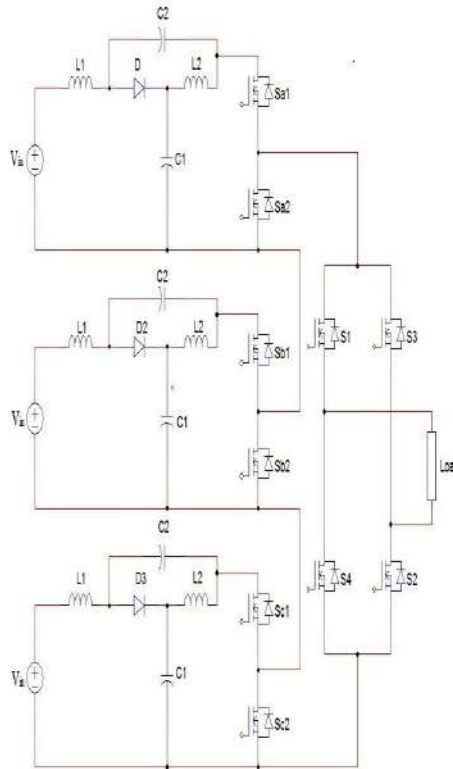 C2
L1 D L2
Sa1
Vin
C1
Sa2
C2
L1 D2 L2
Sb1
S1 S3
Vin
C1
Sb2
Loa
C2
L1 D3 L2
S4 S2
Sc1
Vin
C1
Sc2